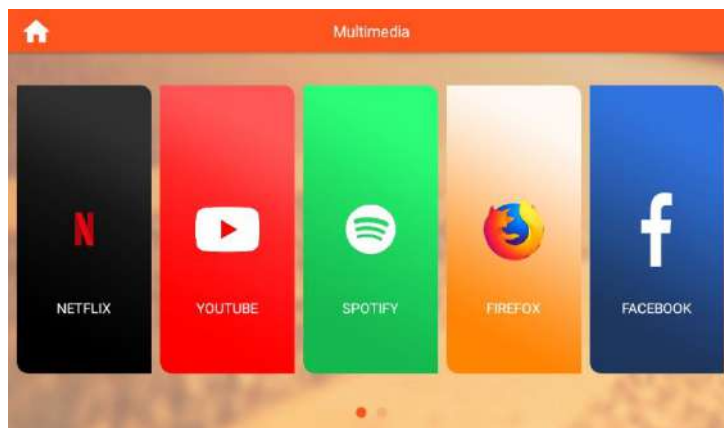 Multimedia
N
NETFLIX
YOUTUBE
SPOTIFY
FIREFOX
f
FACEBOOK